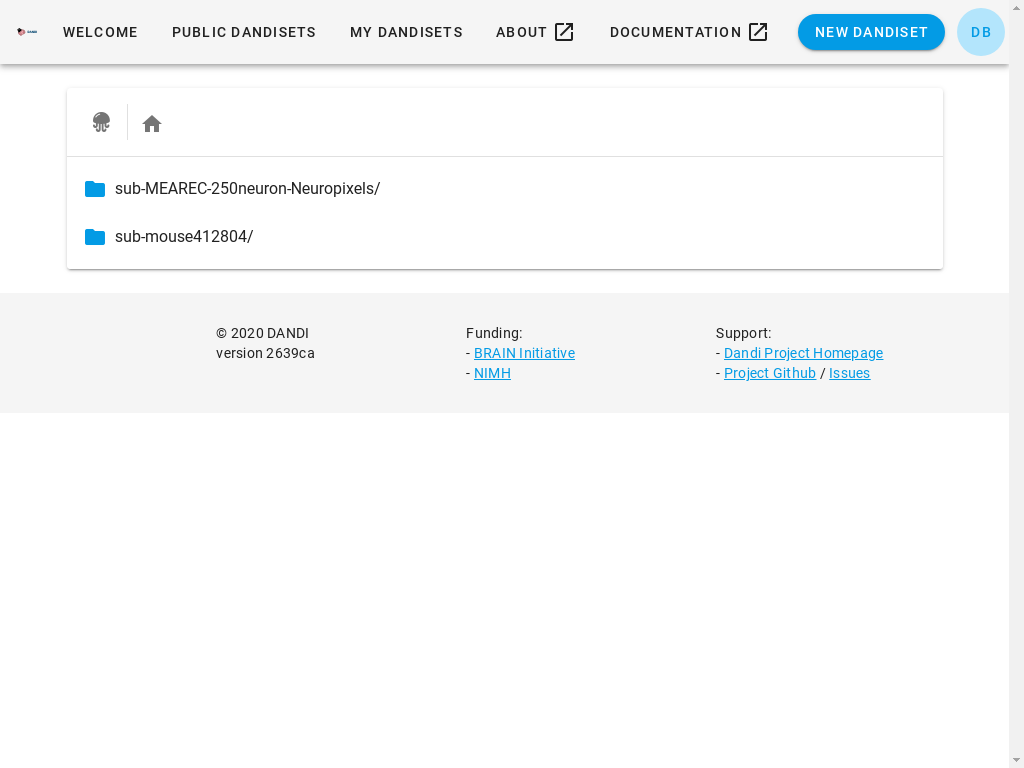 DANDI
WELCOME
PUBLIC DANDISETS
MY DANDISETS
ABOUT
DOCUMENTATION
NEW DANDISET
DB
sub-MEAREC-250neuron-Neuropixels/
sub-mouse412804/
© 2020 DANDI
version 2639ca
Funding:
- BRAIN Initiative
- NIMH
Support:
- Dandi Project Homepage
- Project Github / Issues